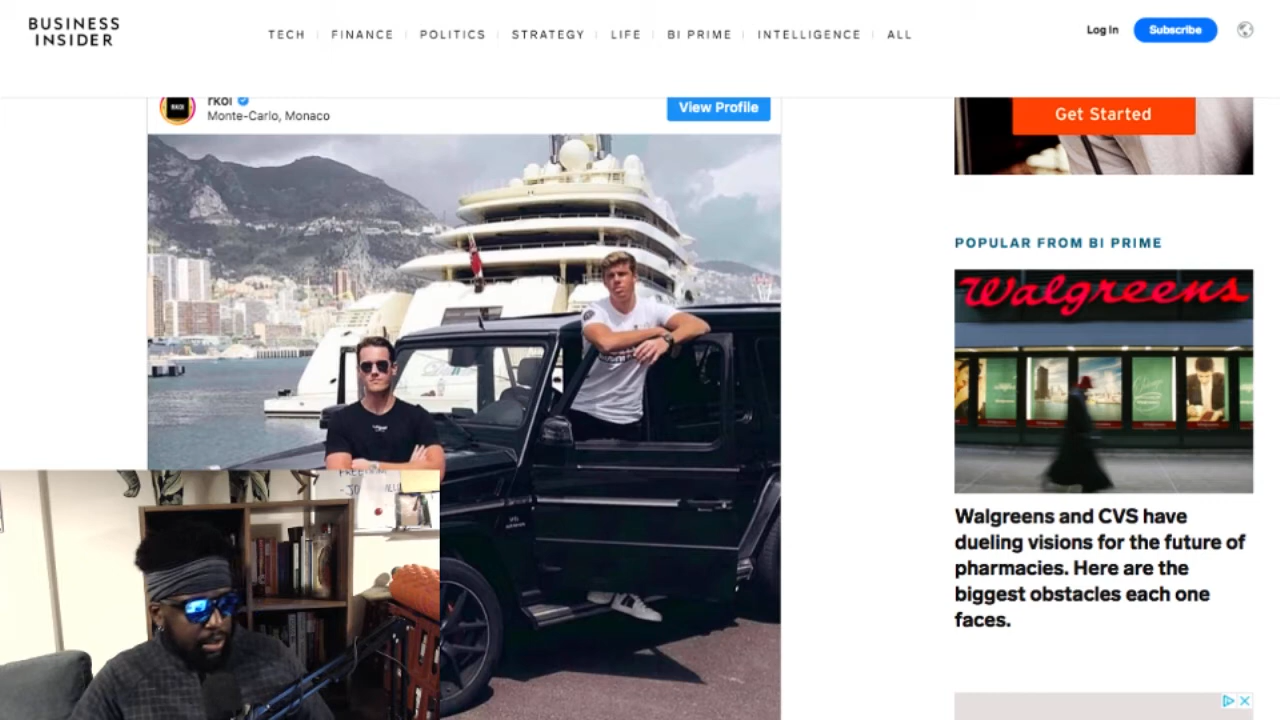 BUSINESS
INSIDER
TECH
FINANCE
POLITICS
STRATEGY
LIFE
BI PRIME
INTELLIGENCE
ALL
Log In
Subscribe
RKOI
rkoi
Monte-Carlo, Monaco
View Profile
Get Started
POPULAR FROM BI PRIME
Walgreens
Walgreens and CVS have
dueling visions for the future of
pharmacies. Here are the
biggest obstacles each one
faces.